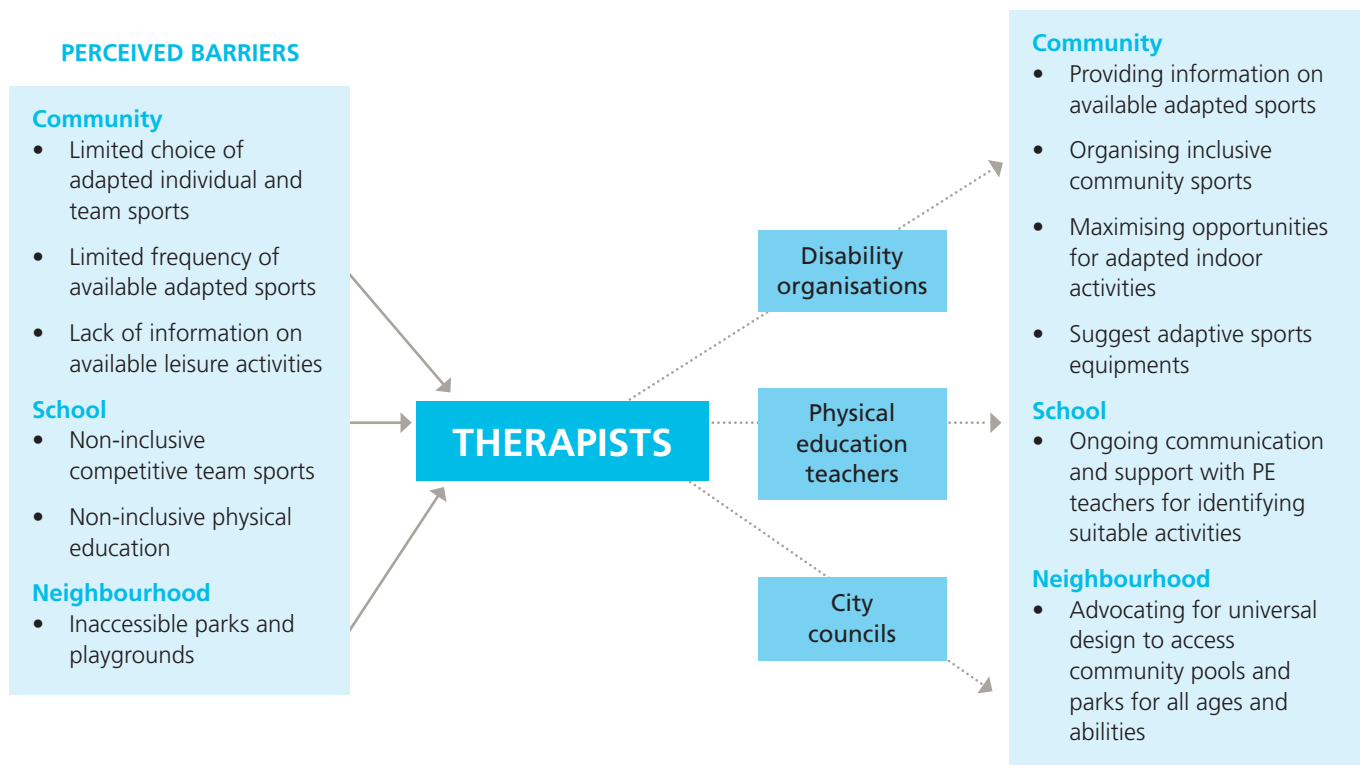 PERCEIVED BARRIERS
Community
• Limited choice of
adapted individual and
team sports
• Limited frequency of
available adapted sports
• Lack of information on
available leisure activities
School
• Non-inclusive
competitive team sports
• Non-inclusive physical
education
Neighbourhood
• Inaccessible parks and
playgrounds
THERAPISTS
Disability
organisations
Physical
education
teachers
City
councils
Community
• Providing information on
available adapted sports
• Organising inclusive
community sports
• Maximising opportunities
for adapted indoor
activities
• Suggest adaptive sports
equipments
School
• Ongoing communication
and support with PE
teachers for identifying
suitable activities
Neighbourhood
• Advocating for universal
design to access
community pools and
parks for all ages and
abilities